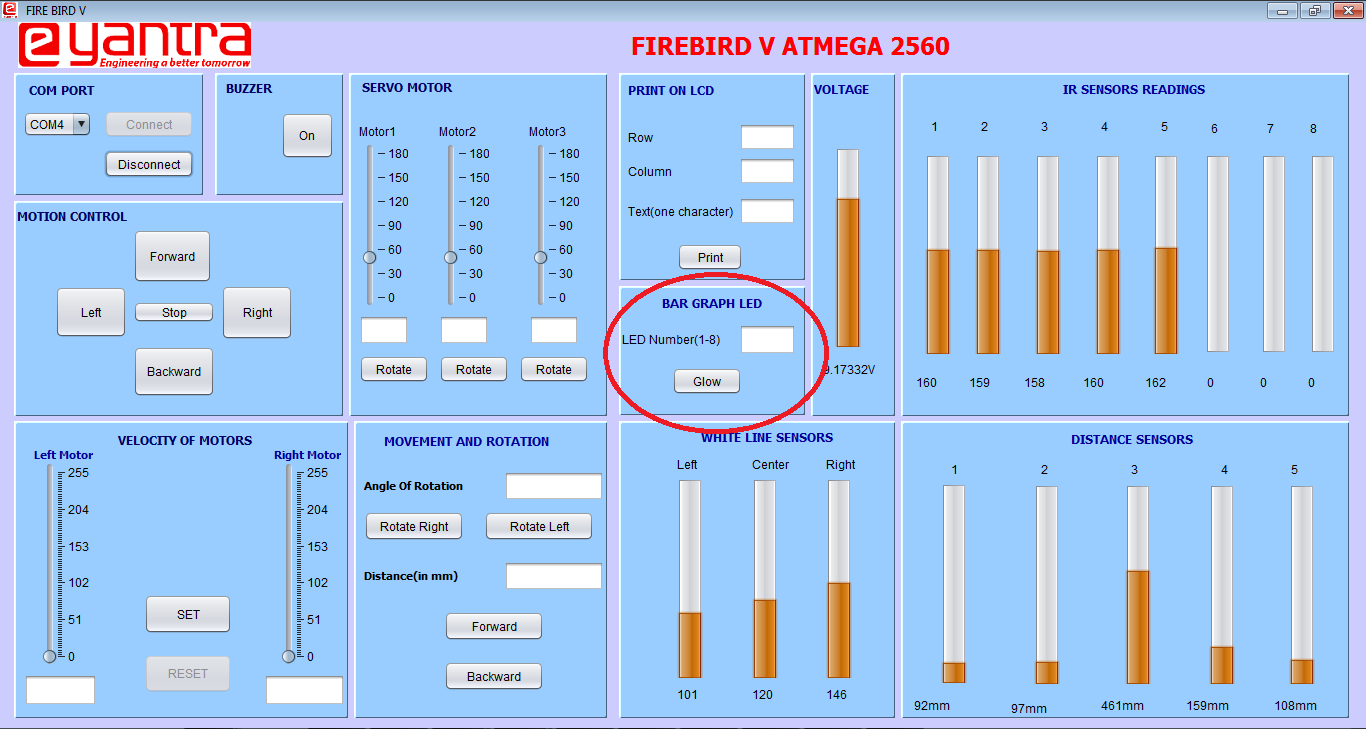 FIRE BIRD V
e yantra
Engineering a better tomorrow
FIREBIRD V ATMEGA 2560
COM PORT
COM4
Connect
Disconnect
BUZZER
On
MOTION CONTROL
Forward
Left
Stop
Right
Backward
SERVO MOTOR
Motor1 Motor2 Motor3
180 180 180
150 150 150
120 120 120
90 90 90
60 60 60
30 30 30
0 0 0
Rotate Rotate Rotate
PRINT ON LCD
Row
Column
Text(one character)
Print
BAR GRAPH LED
LED Number(1-8)
Glow
VOLTAGE
9.17332V
IR SENSORS READINGS
1 2 3 4 5 6 7 8
160 159 158 160 162 0 0 0
VELOCITY OF MOTORS
Left Motor Right Motor
255 255
204 204
153 153
102 102
51 51
0 0
SET
RESET
MOVEMENT AND ROTATION
Angle Of Rotation
Rotate Right Rotate Left
Distance(in mm)
Forward
Backward
WHITE LINE SENSORS
Left Center Right
101 120 146
DISTANCE SENSORS
1 2 3 4 5
92mm 97mm 461mm 159mm 108mm